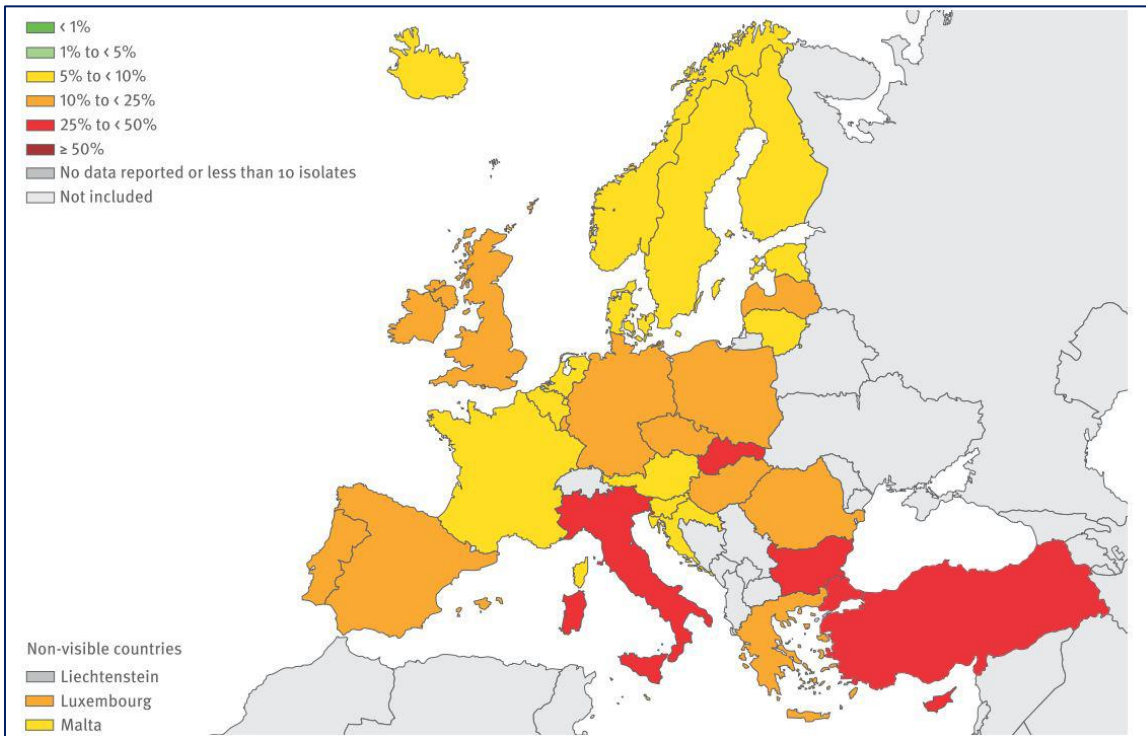 < 1%
1% to < 5%
5% to < 10%
10% to < 25%
25% to < 50%
≥ 50%
No data reported or less than 10 isolates
Not included
Non-visible countries
Liechtenstein
Luxembourg
Malta